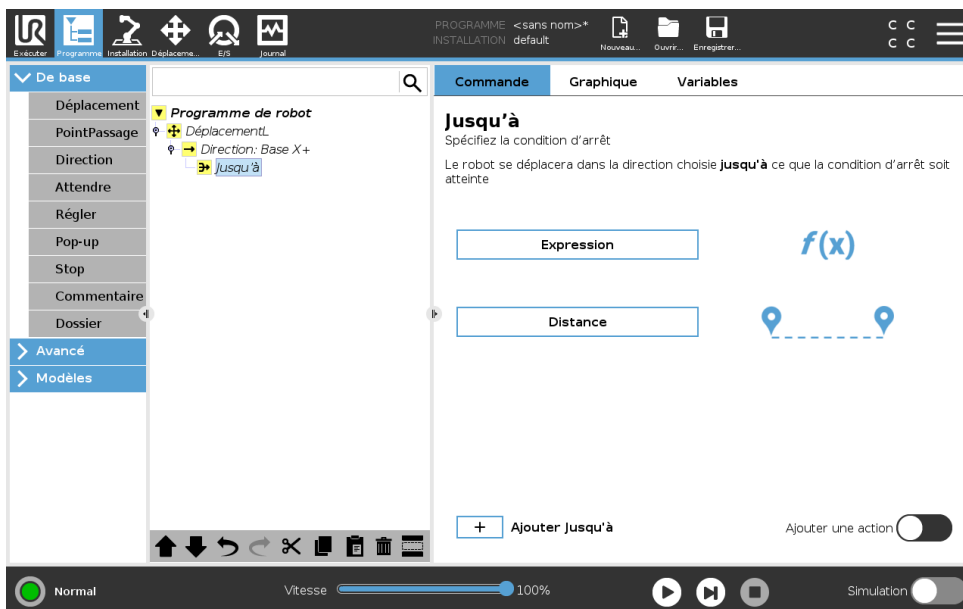 UR
PROGRAMME <sans nom>*
INSTALLATION default
C C
C C
Exécuter Programme Installation Déplaceme... E/S Journal Nouveau... Ouvrir... Enregistrer...
De base
Déplacement
PointPassage
Direction
Attendre
Régler
Pop-up
Stop
Commentaire
Dossier
Avancé
Modèles
Programme de robot
DéplacementL
Direction: Base X+
Jusqu'à
Commande Graphique Variables
Jusqu'à
Spécifiez la condition d'arrêt
Le robot se déplacera dans la direction choisie jusqu'à ce que la condition d'arrêt soit
atteinte
Expression
f(x)
Distance
+ Ajouter Jusqu'à
Ajouter une action
Normal
Vitesse 100%
Simulation